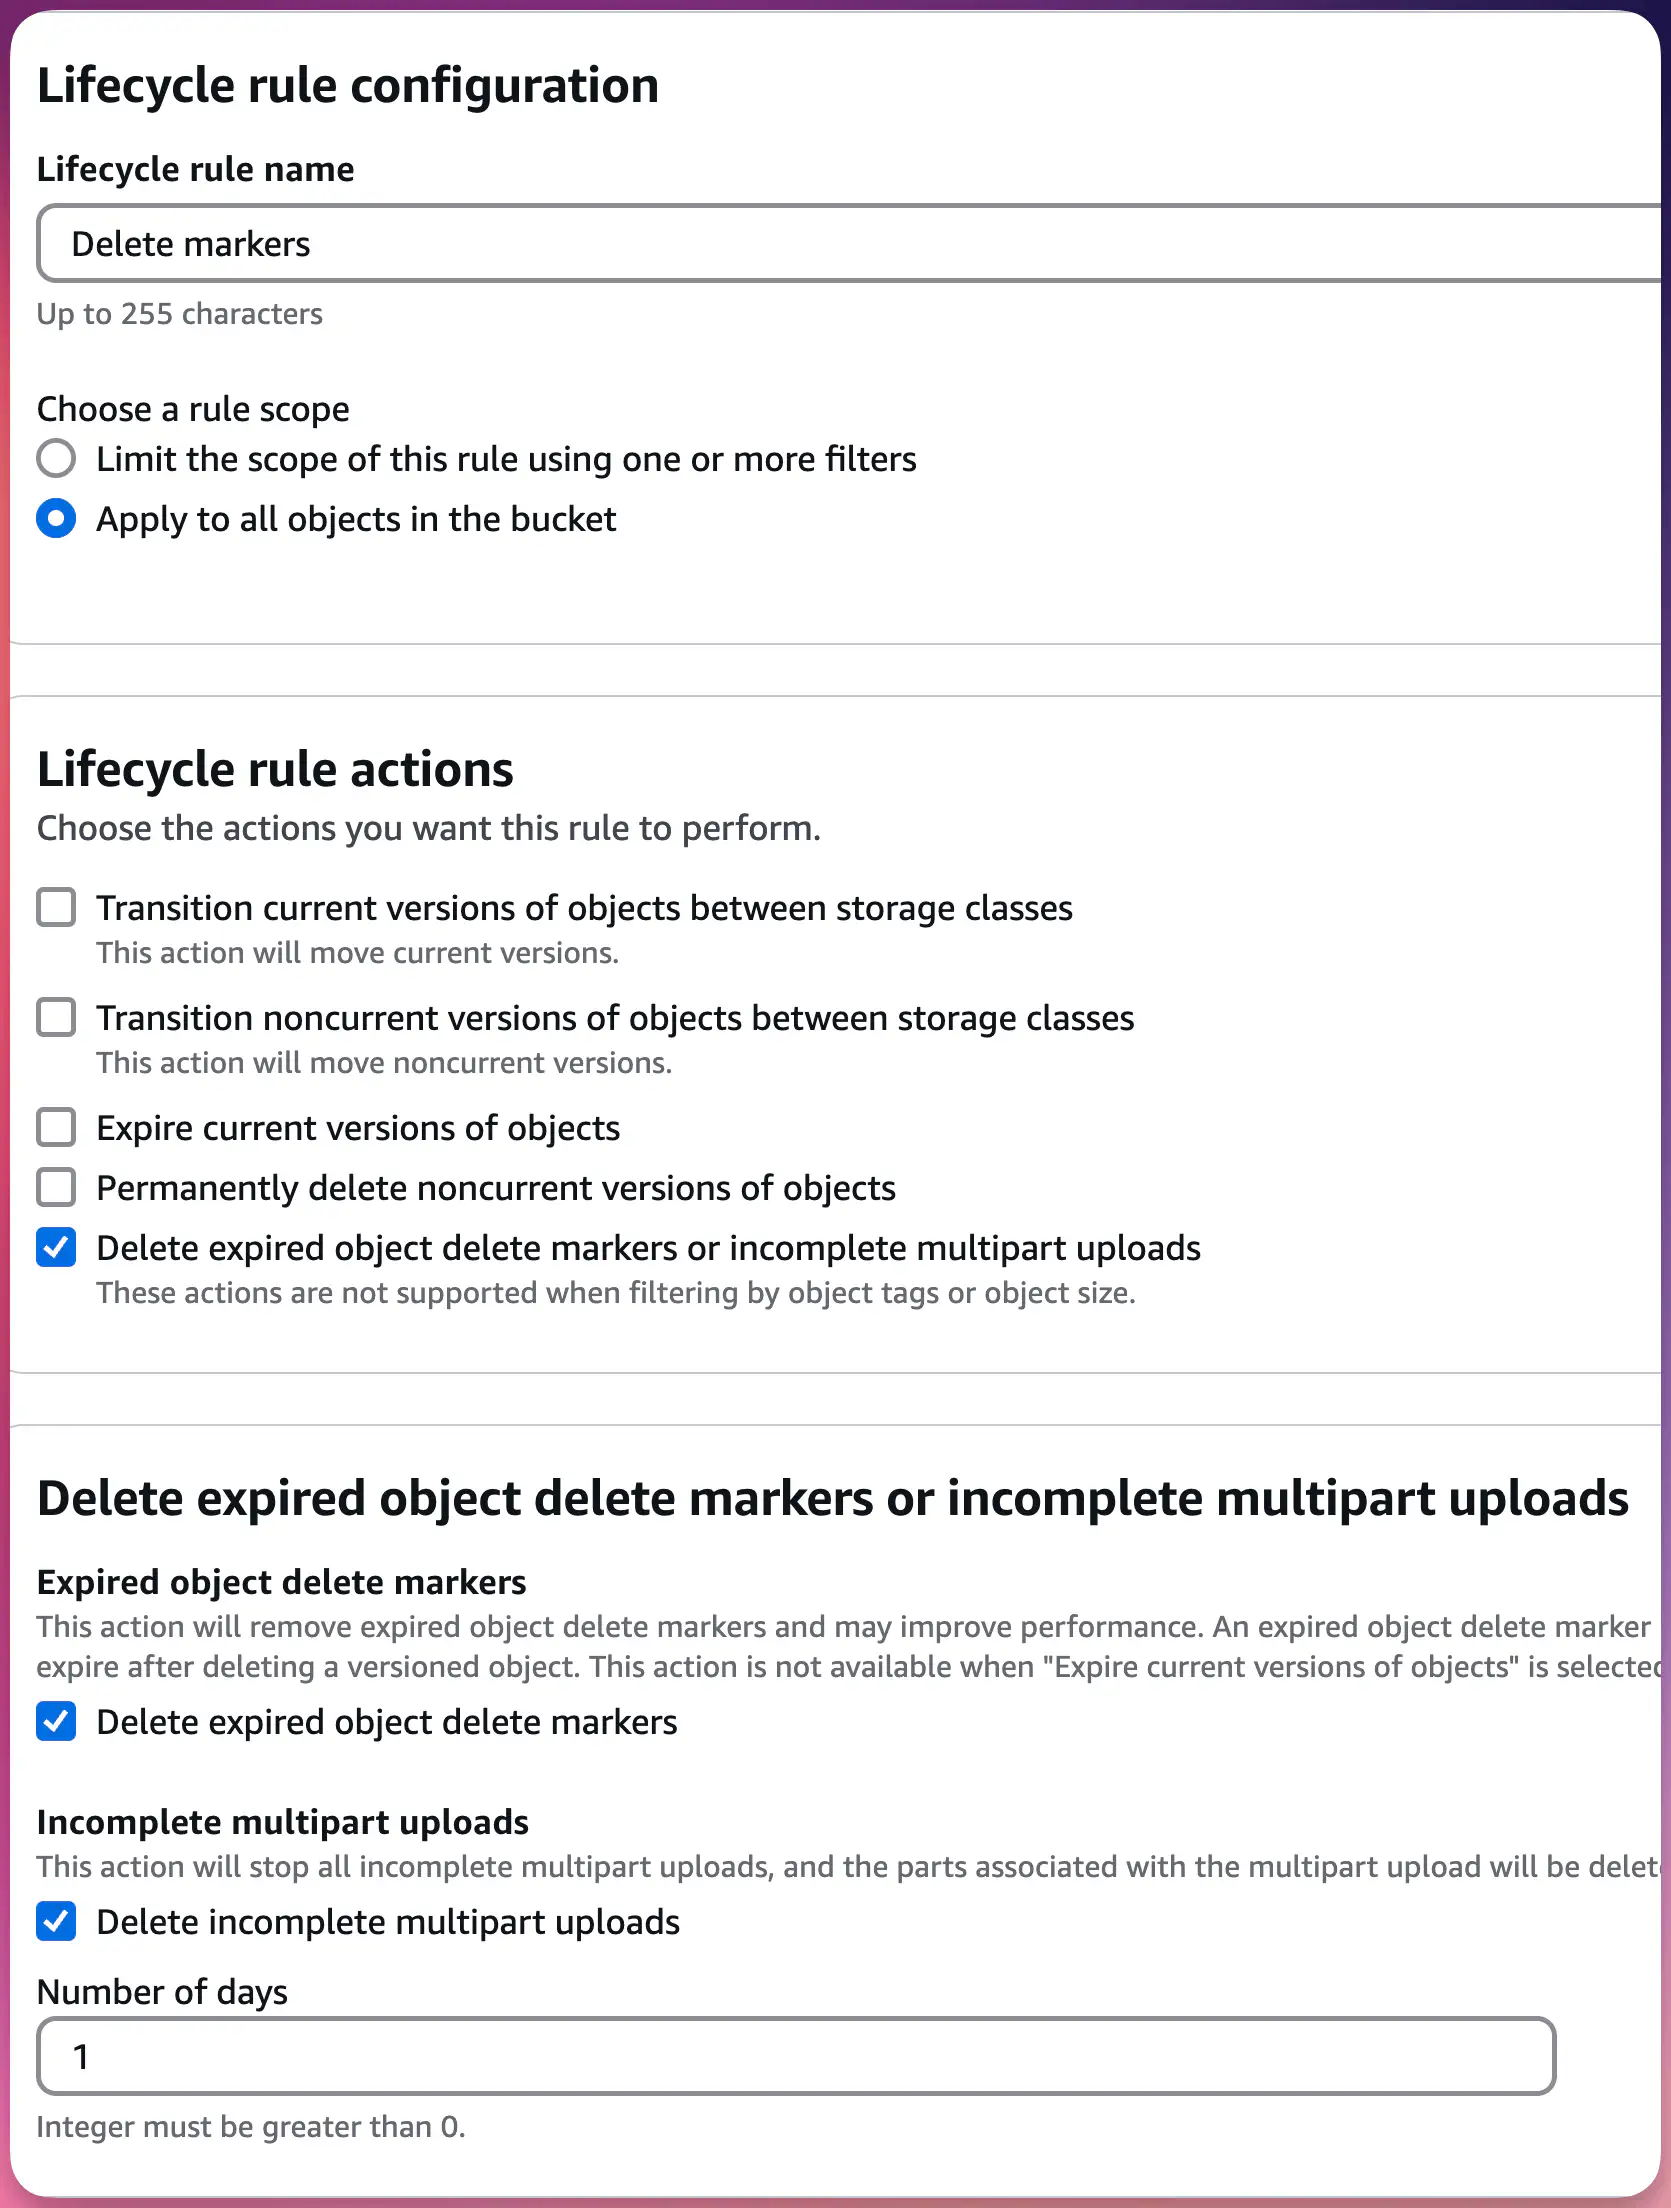 Lifecycle rule configuration
Lifecycle rule name
Delete markers
Up to 255 characters
Choose a rule scope
Limit the scope of this rule using one or more filters
Apply to all objects in the bucket
Lifecycle rule actions
Choose the actions you want this rule to perform.
Transition current versions of objects between storage classes
This action will move current versions.
Transition noncurrent versions of objects between storage classes
This action will move noncurrent versions.
Expire current versions of objects
Permanently delete noncurrent versions of objects
Delete expired object delete markers or incomplete multipart uploads
These actions are not supported when filtering by object tags or object size.
Delete expired object delete markers or incomplete multipart uploads
Expired object delete markers
This action will remove expired object delete markers and may improve performance. An expired object delete marker
expire after deleting a versioned object. This action is not available when "Expire current versions of objects" is selected
Delete expired object delete markers
Incomplete multipart uploads
This action will stop all incomplete multipart uploads, and the parts associated with the multipart upload will be delet
Delete incomplete multipart uploads
Number of days
1
Integer must be greater than 0.